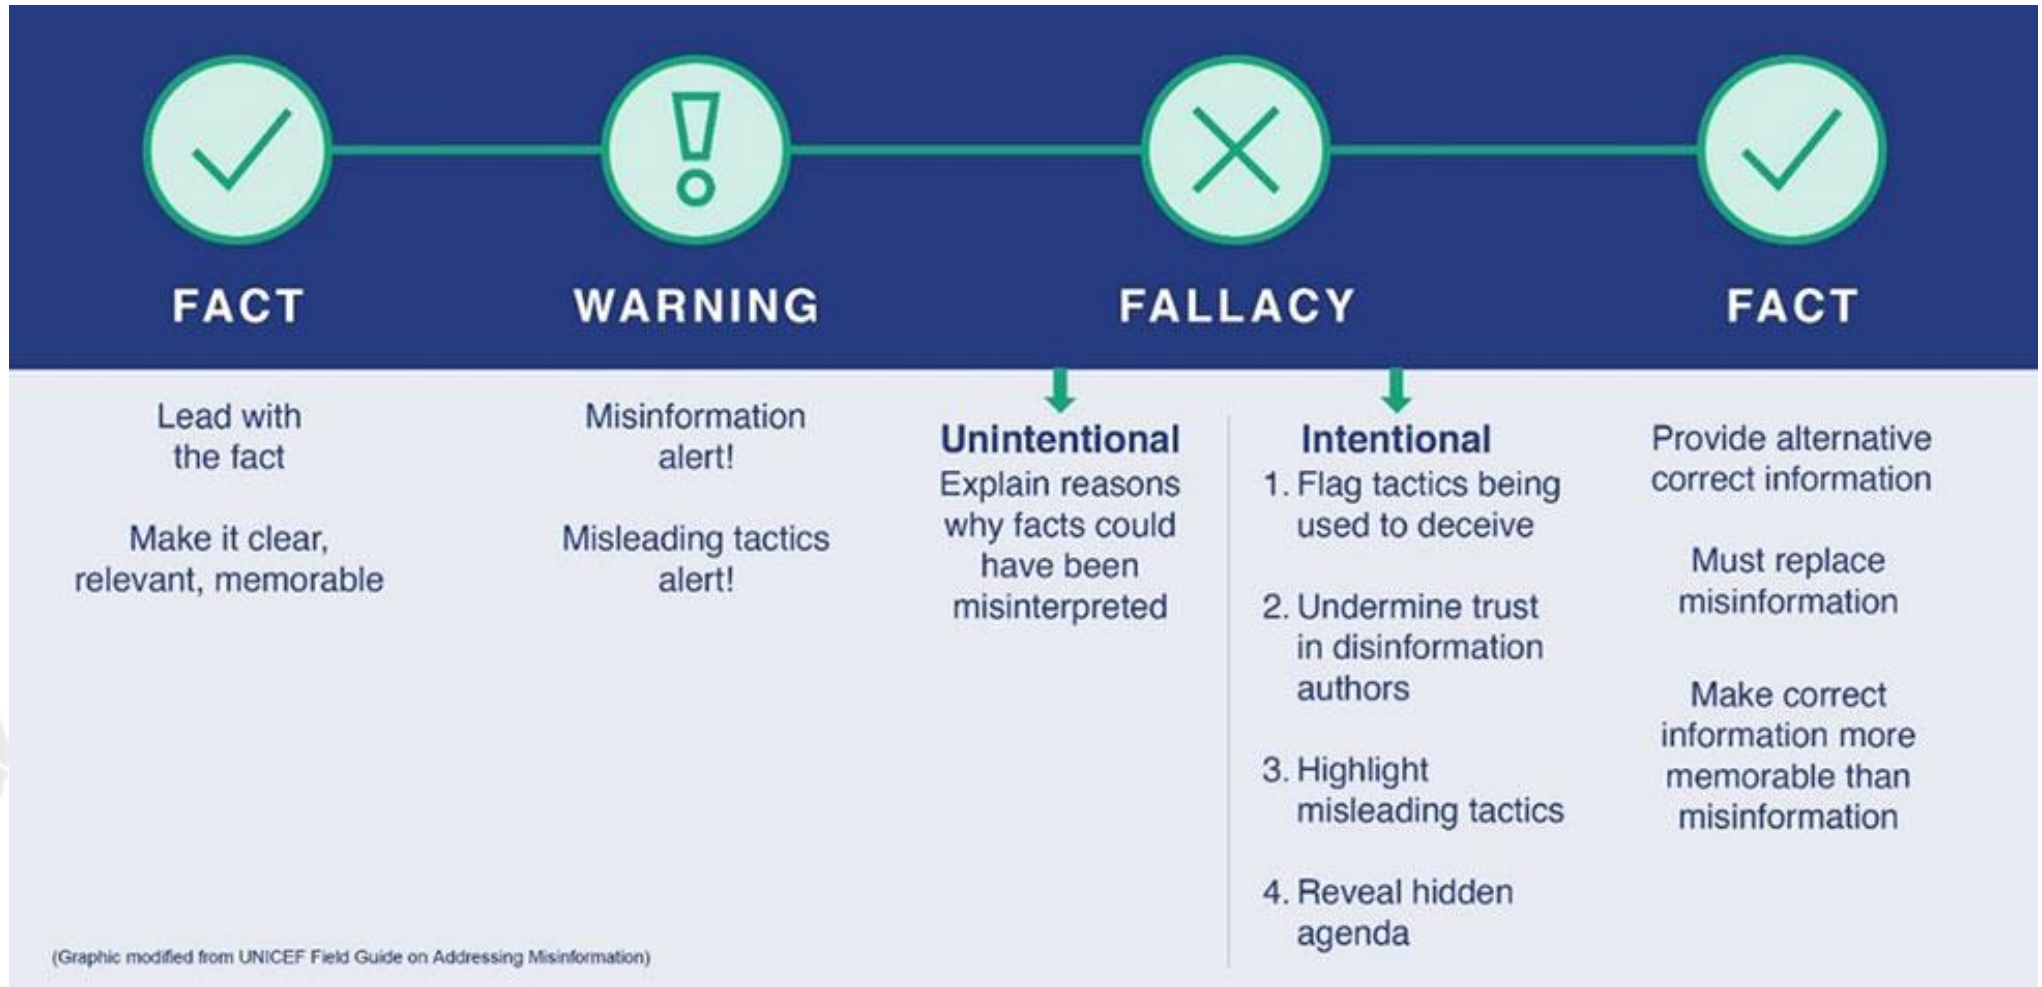 FACT
WARNING
FALLACY
FACT
Lead with
the fact
Make it clear,
relevant, memorable
Misinformation
alert!
Misleading tactics
alert!
Unintentional
Explain reasons
why facts could
have been
misinterpreted
Intentional
1. Flag tactics being
used to deceive
2. Undermine trust
in disinformation
authors
3. Highlight
misleading tactics
4. Reveal hidden
agenda
Provide alternative
correct information
Must replace
misinformation
Make correct
information more
memorable than
misinformation
(Graphic modified from UNICEF Field Guide on Addressing Misinformation)